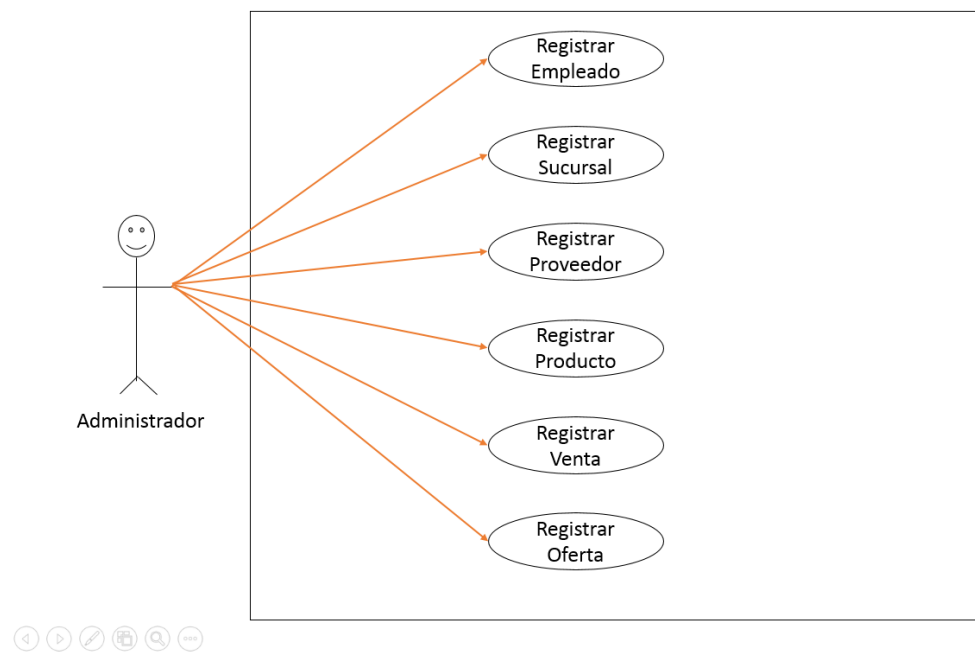 Registrar
Empleado
Registrar
Sucursal
Registrar
Proveedor
Registrar
Producto
Administrador
Registrar
Venta
Registrar
Oferta